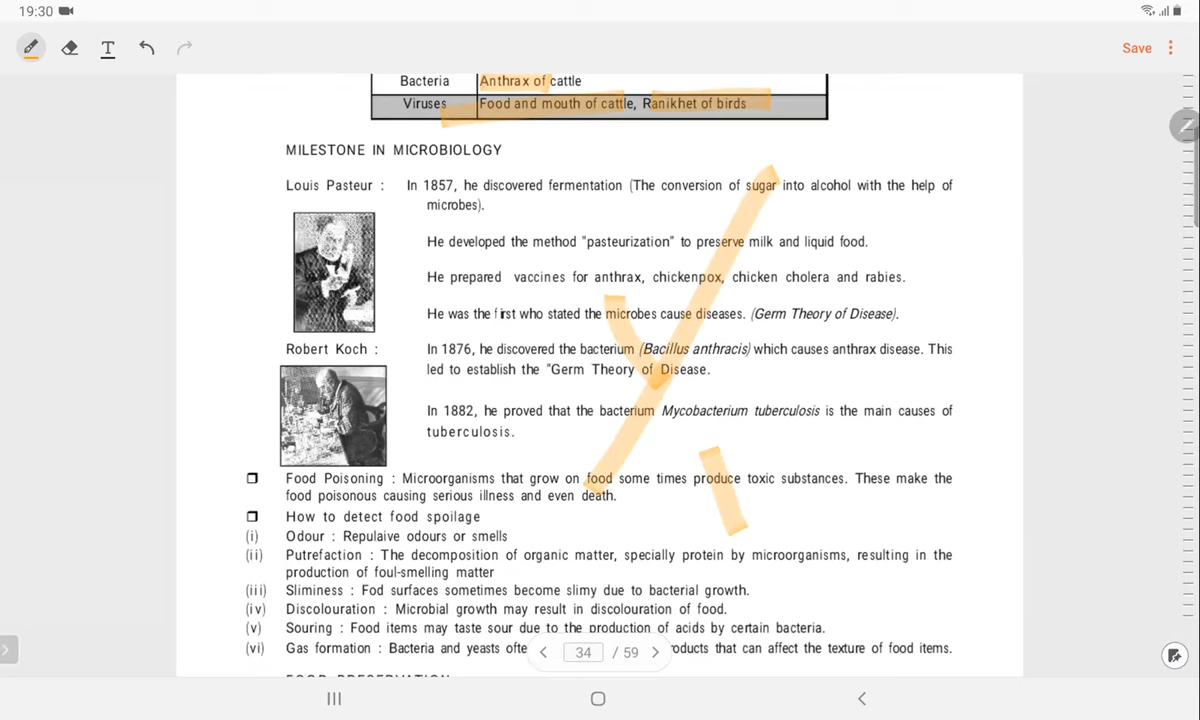 19:30
T
Save
Bacteria Anthrax of cattle
Viruses Food and mouth of cattle, Ranikhet of birds
MILESTONE IN MICROBIOLOGY
Louis Pasteur : In 1857, he discovered fermentation (The conversion of sugar into alcohol with the help of
microbes).
He developed the method "pasteurization" to preserve milk and liquid food.
He prepared vaccines for anthrax, chickenpox, chicken cholera and rabies.
He was the first who stated the microbes cause diseases. (Germ Theory of Disease).
Robert Koch : In 1876, he discovered the bacterium (Bacillus anthracis) which causes anthrax disease. This
led to establish the "Germ Theory of Disease.
In 1882, he proved that the bacterium Mycobacterium tuberculosis is the main causes of
tuberculosis.
Food Poisoning : Microorganisms that grow on food some times produce toxic substances. These make the
food poisonous causing serious illness and even death.
How to detect food spoilage
(i) Odour : Repulaive odours or smells
(ii) Putrefaction : The decomposition of organic matter, specially protein by microorganisms, resulting in the
production of foul-smelling matter
(iii) Sliminess : Fod surfaces sometimes become slimy due to bacterial growth.
(iv) Discolouration : Microbial growth may result in discolouration of food.
(v) Souring : Food items may taste sour due to the production of acids by certain bacteria.
(vi) Gas formation : Bacteria and yeasts ofte 34 / 59 roducts that can affect the texture of food items.